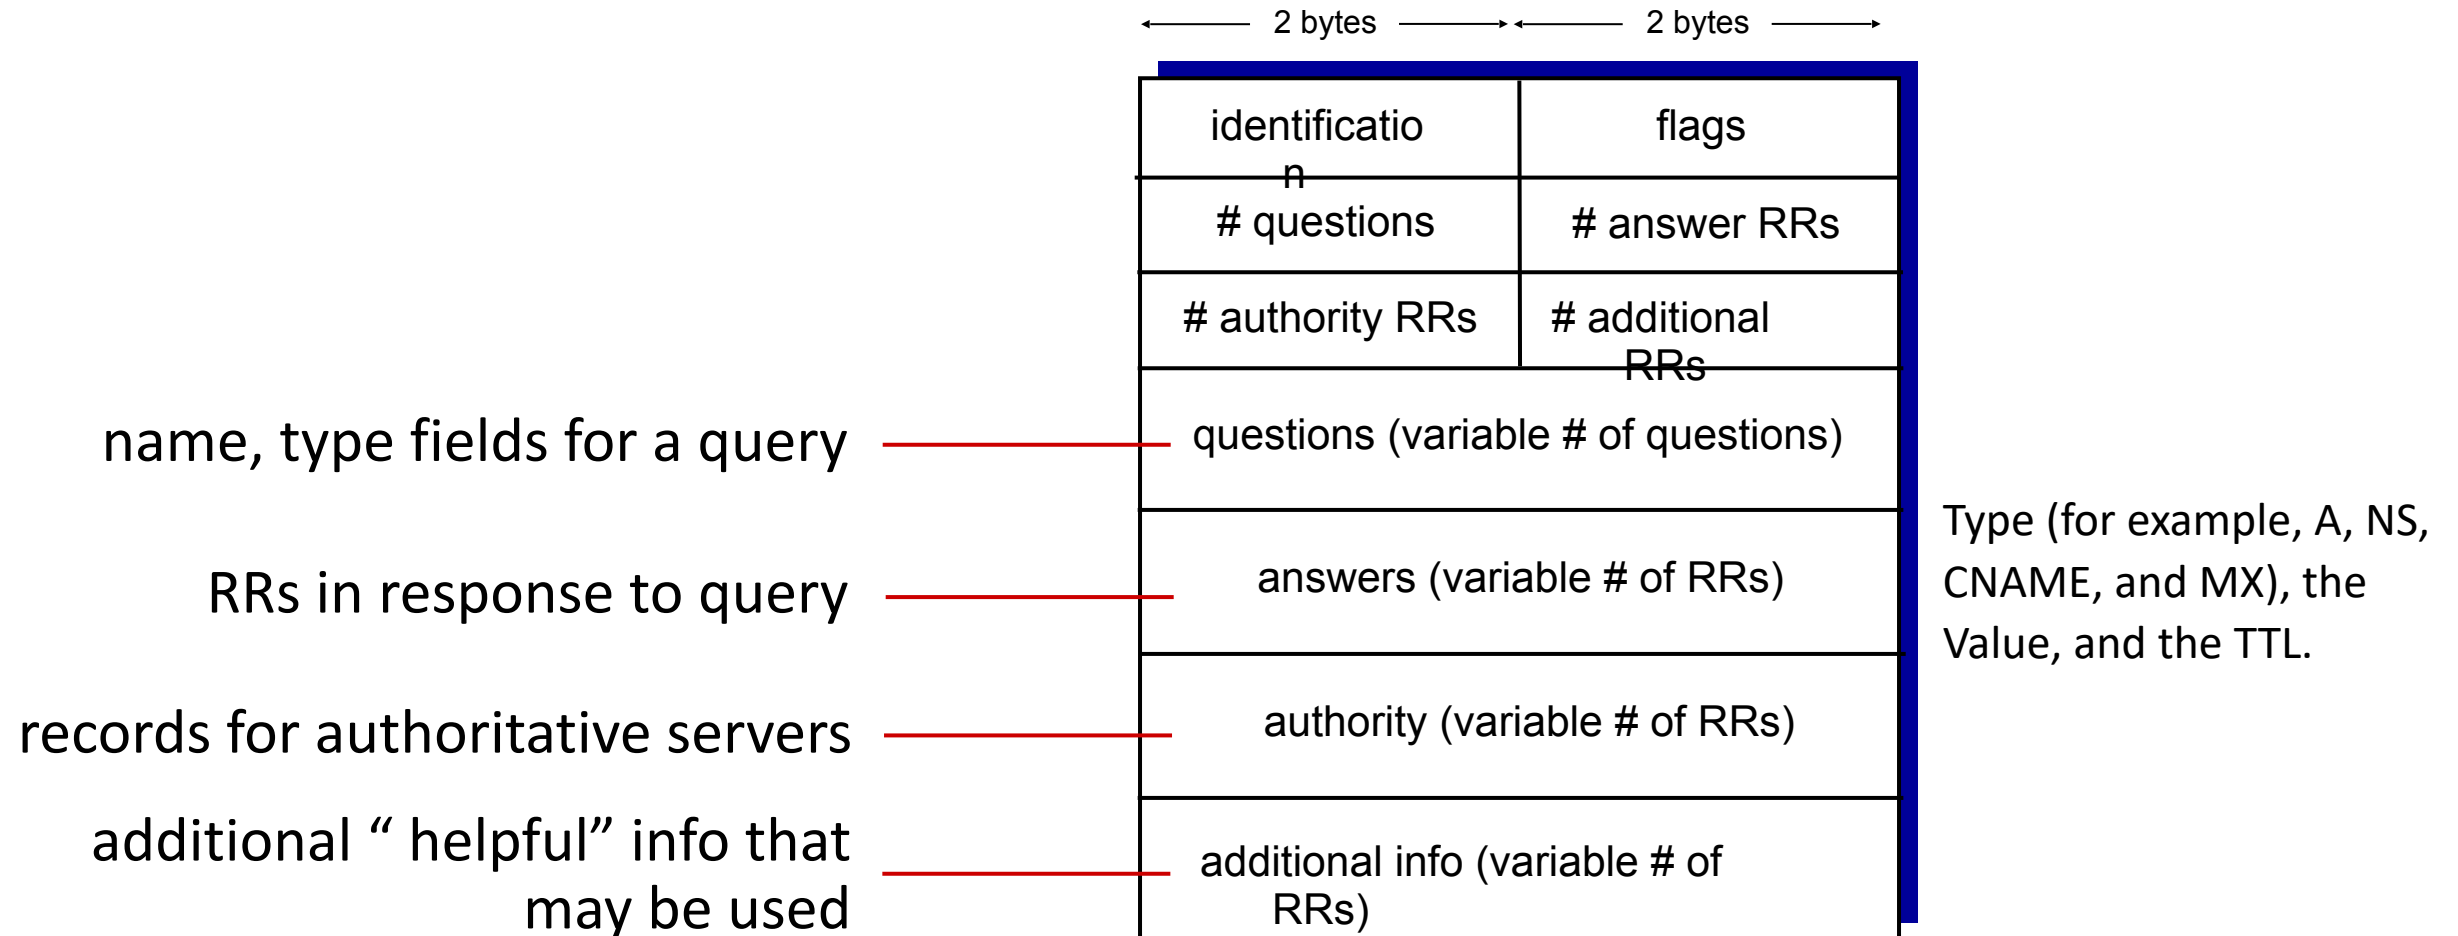 2 bytes 2 bytes
identificatio
n
flags
# questions
# answer RRs
# authority RRs
# additional
RRs
name, type fields for a query
questions (variable # of questions)
RRs in response to query
answers (variable # of RRs)
Type (for example, A, NS,
CNAME, and MX), the
Value, and the TTL.
records for authoritative servers
authority (variable # of RRs)
additional “ helpful” info that
may be used
additional info (variable # of
RRs)